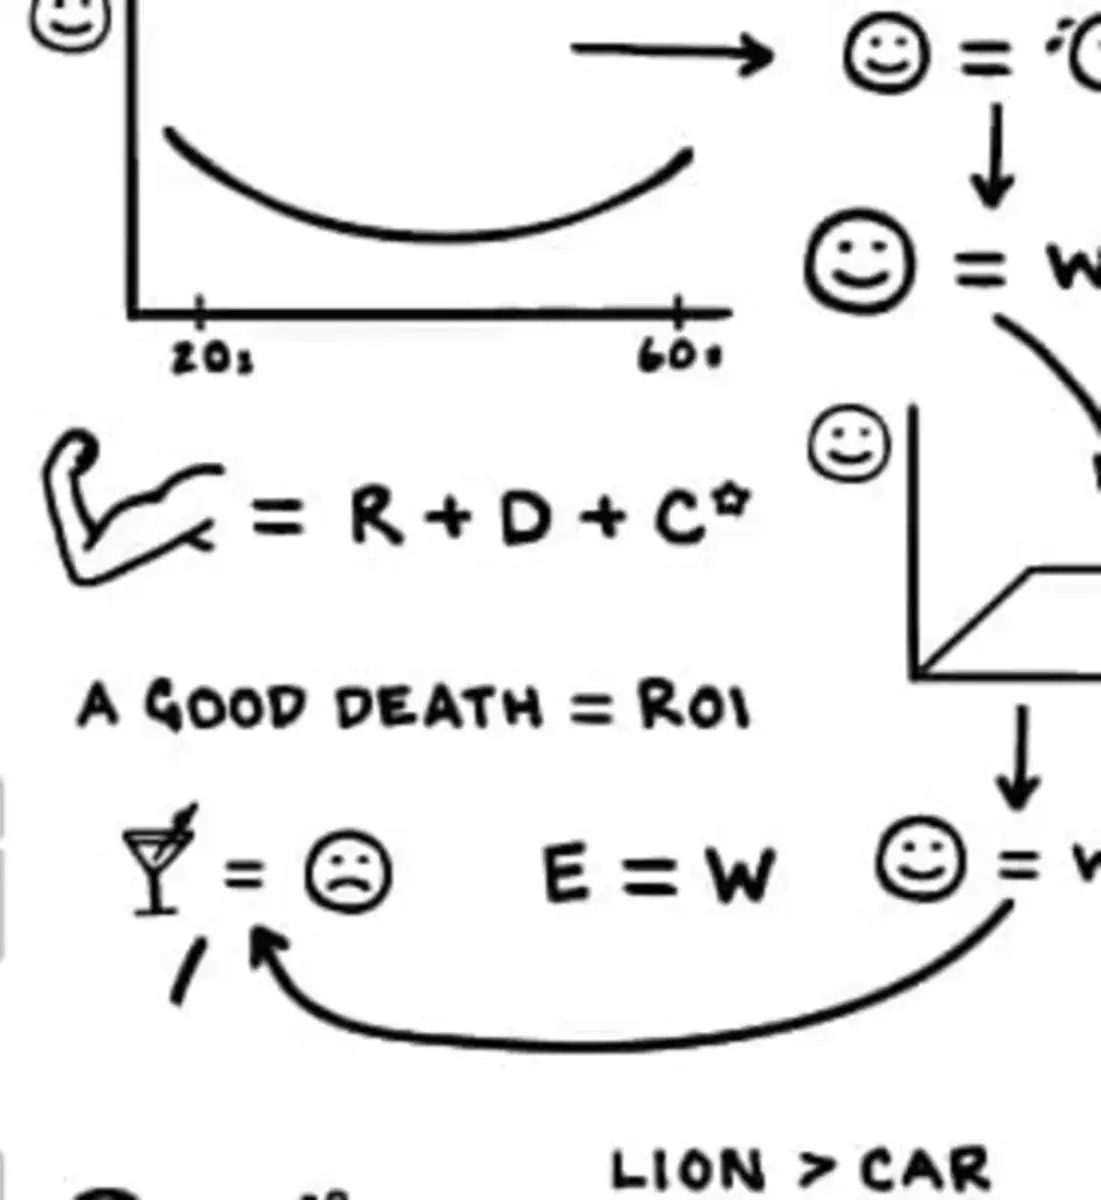 =
= W
20s 60s
= R + D + C☆
A GOOD DEATH = ROI
=
E = W
=
LION > CAR